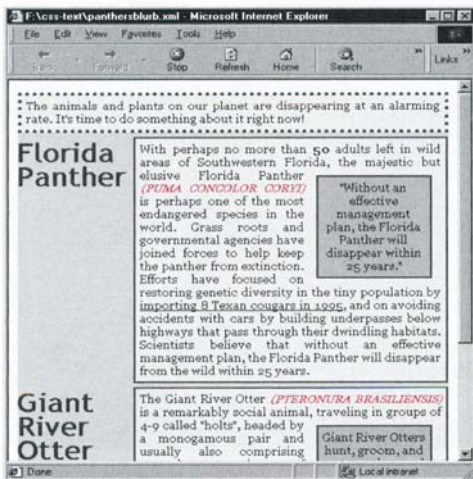 F:\css-text\panthersblurb.xml - Microsoft Internet Explorer
File Edit View Favorites Tools Help
Back Forward Stop Refresh Home Search » Links »
The animals and plants on our planet are disappearing at an alarming
rate. It's time to do something about it right now!
Florida
Panther
With perhaps no more than 50 adults left in wild
areas of Southwestern Florida, the majestic but
elusive Florida Panther
(PUMA CONCOLOR CORYI)
is perhaps one of the most
endangered species in the
world. Grass roots and
governmental agencies have
joined forces to help keep
the panther from extinction.
Efforts have focused on
restoring genetic diversity in the tiny population by
importing 8 Texan cougars in 1995, and on avoiding
accidents with cars by building underpasses below
highways that pass through their dwindling habitats.
Scientists believe that without an effective
management plan, the Florida Panther will disappear
from the wild within 25 years.
"Without an
effective
management
plan, the Florida
Panther will
disappear within
25 years."
Giant
River
Otter
The Giant River Otter (PTERONURA BRASILIENSIS)
is a remarkably social animal, traveling in groups of
4-9 called "holts", headed by
a monogamous pair and
usually also comprising
Giant River Otters
hunt, groom, and
Done
Local intranet